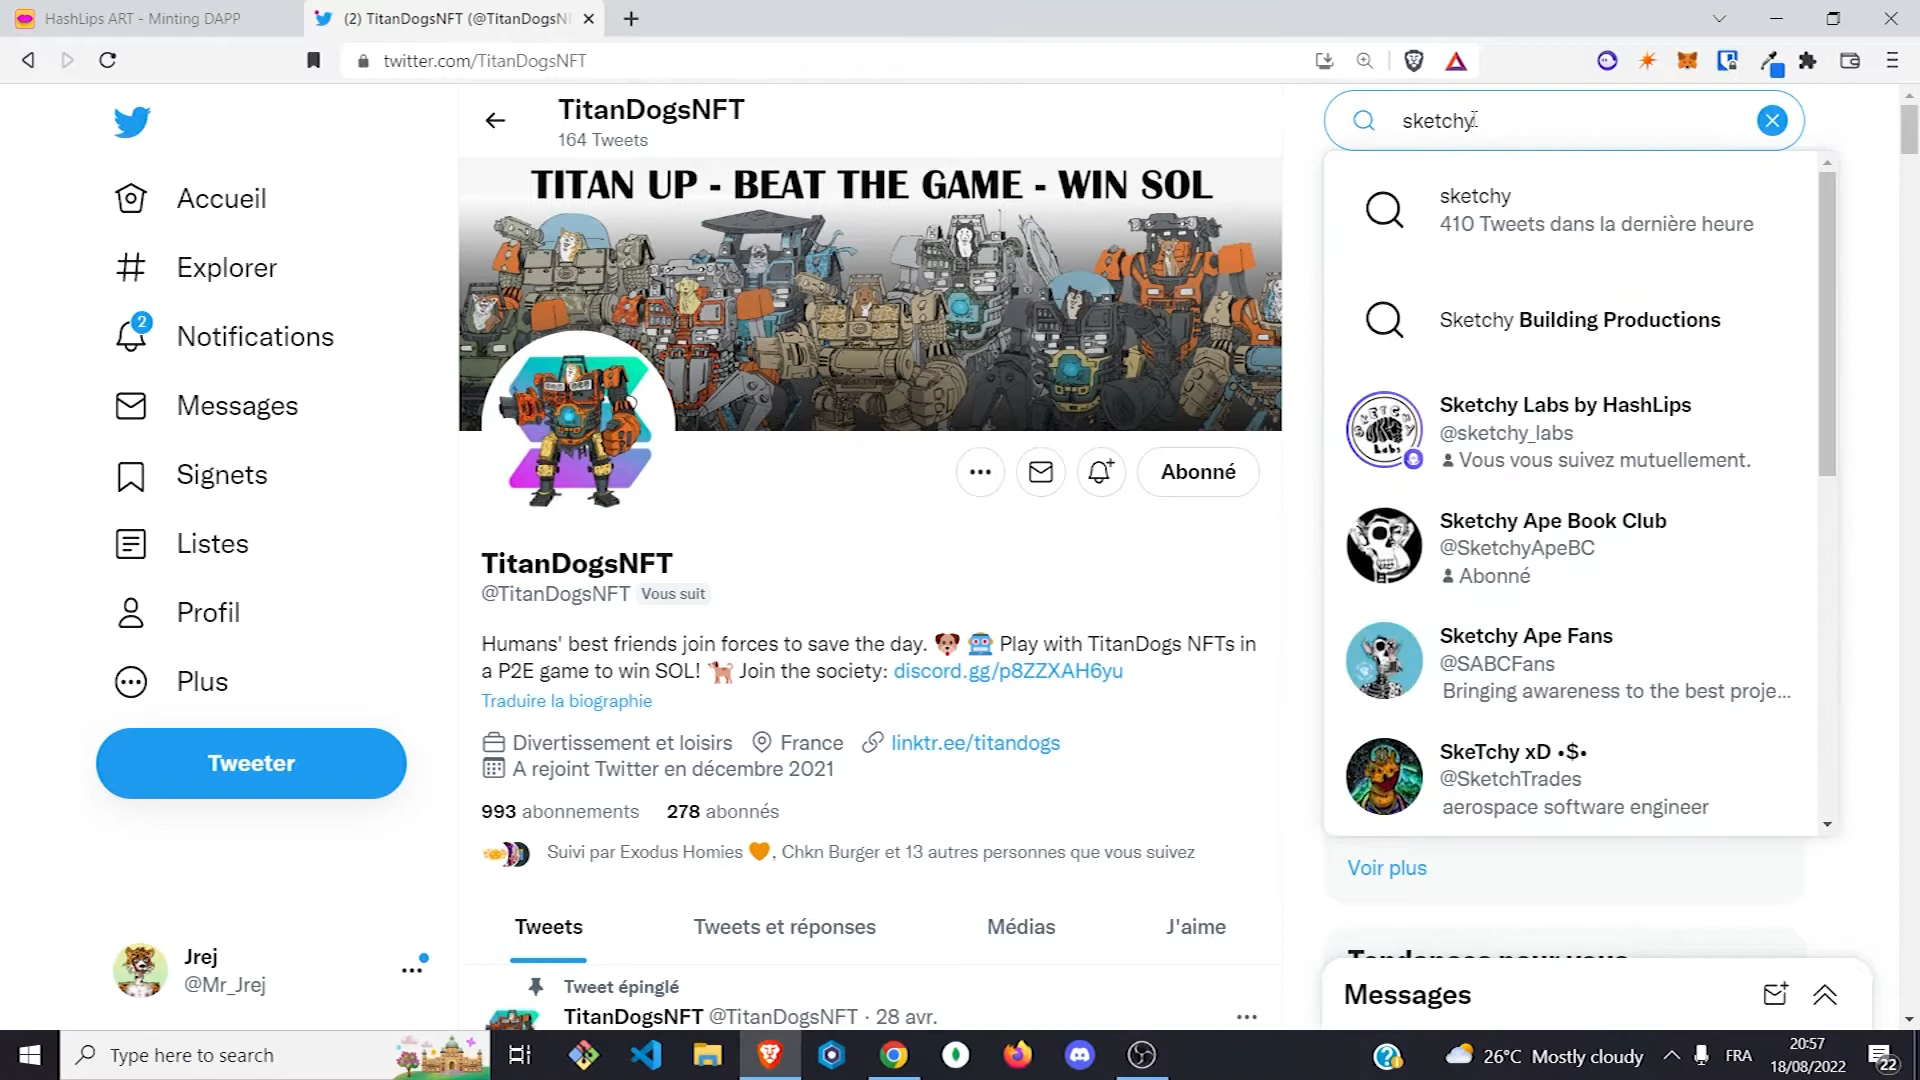 HashLips ART - Minting DAPP
(2) TitanDogsNFT (@TitanDogsN
twitter.com/TitanDogsNFT
TitanDogsNFT
164 Tweets
sketchy
TITAN UP - BEAT THE GAME - WIN SOL
Accueil
Explorer
2
Notifications
Messages
Signets
Listes
Profil
Plus
Tweeter
Jrej
@Mr_Jrej
Abonné
TitanDogsNFT
@TitanDogsNFT Vous suit
Humans' best friends join forces to save the day. 🐶 🤖 Play with TitanDogs NFTs in
a P2E game to win SOL! 🐕 Join the society: discord.gg/p8ZZXAH6yu
Traduire la biographie
Divertissement et loisirs France linktr.ee/titandogs
A rejoint Twitter en décembre 2021
993 abonnements 278 abonnés
Suivi par Exodus Homies 🧡, Chkn Burger et 13 autres personnes que vous suivez
Tweets Tweets et réponses Médias J'aime
Tweet épinglé
TitanDogsNFT @TitanDogsNFT · 28 avr.
sketchy
410 Tweets dans la dernière heure
Sketchy Building Productions
SKETCHY
Labs
Sketchy Labs by HashLips
@sketchy_labs
Vous vous suivez mutuellement.
Sketchy Ape Book Club
@SketchyApeBC
Abonné
Sketchy Ape Fans
@SABCFans
Bringing awareness to the best proje...
SkeTchy xD •$•
@SketchTrades
aerospace software engineer
Voir plus
Messages
Type here to search
26°C Mostly cloudy
FRA
20:57
18/08/2022
22